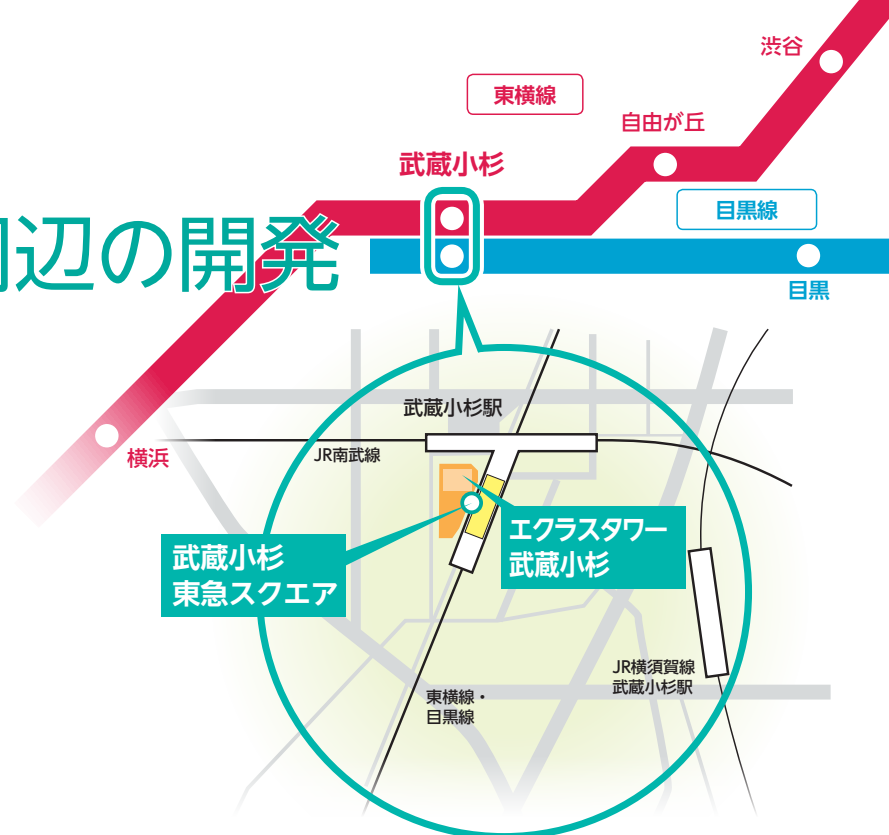 渋谷
東横線
自由が丘
武蔵小杉
目黒線
辺の開発
目黒
武蔵小杉駅
横浜
JR南武線
エクラスタワー
武蔵小杉
武蔵小杉
東急スクエア
JR横須賀線
武蔵小杉駅
東横線・
目黒線